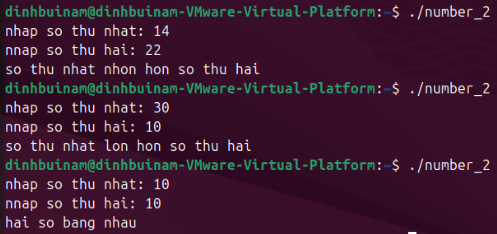 dinhbuinam@dinhbuinam-VMware-Virtual-Platform:~$ ./number_2
nhap so thu nhat: 14
nnap so thu hai: 22
so thu nhat nhon hon so thu hai
dinhbuinam@dinhbuinam-VMware-Virtual-Platform:~$ ./number_2
nhap so thu nhat: 30
nnap so thu hai: 10
so thu nhat lon hon so thu hai
dinhbuinam@dinhbuinam-VMware-Virtual-Platform:~$ ./number_2
nhap so thu nhat: 10
nnap so thu hai: 10
hai so bang nhau